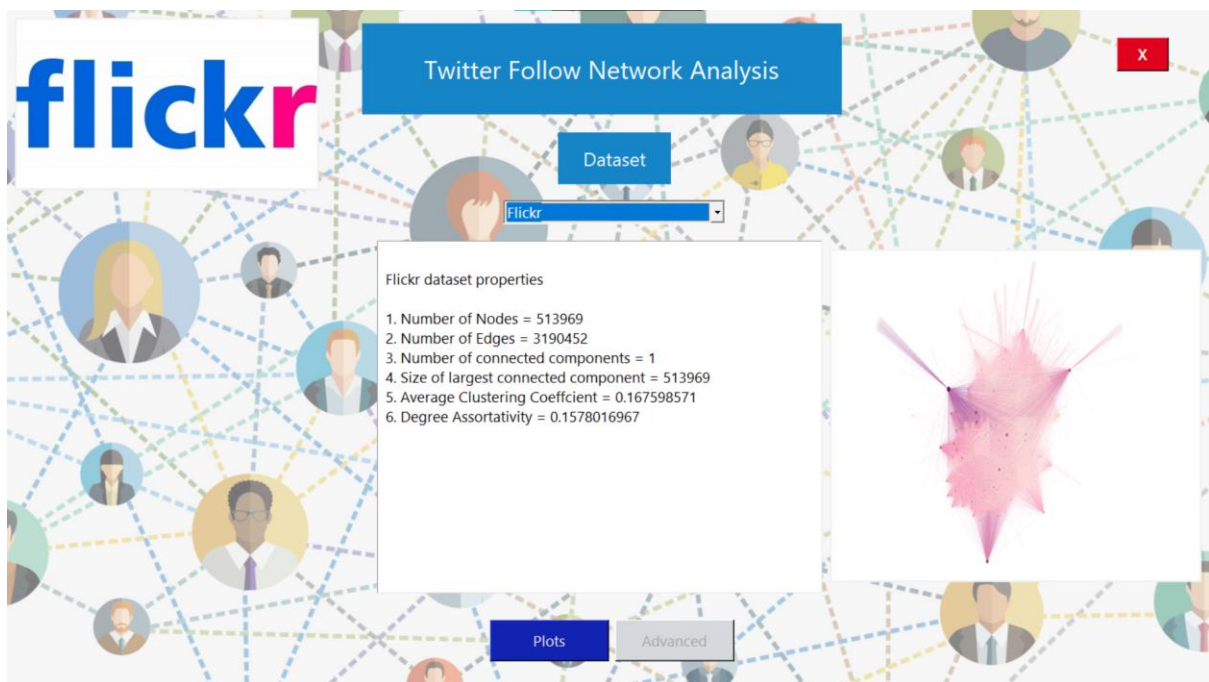 flickr
Twitter Follow Network Analysis
X
Dataset
Flickr
Flickr dataset properties
1. Number of Nodes = 513969
2. Number of Edges = 3190452
3. Number of connected components = 1
4. Size of largest connected component = 513969
5. Average Clustering Coeffcient = 0.167598571
6. Degree Assortativity = 0.1578016967
Plots
Advanced